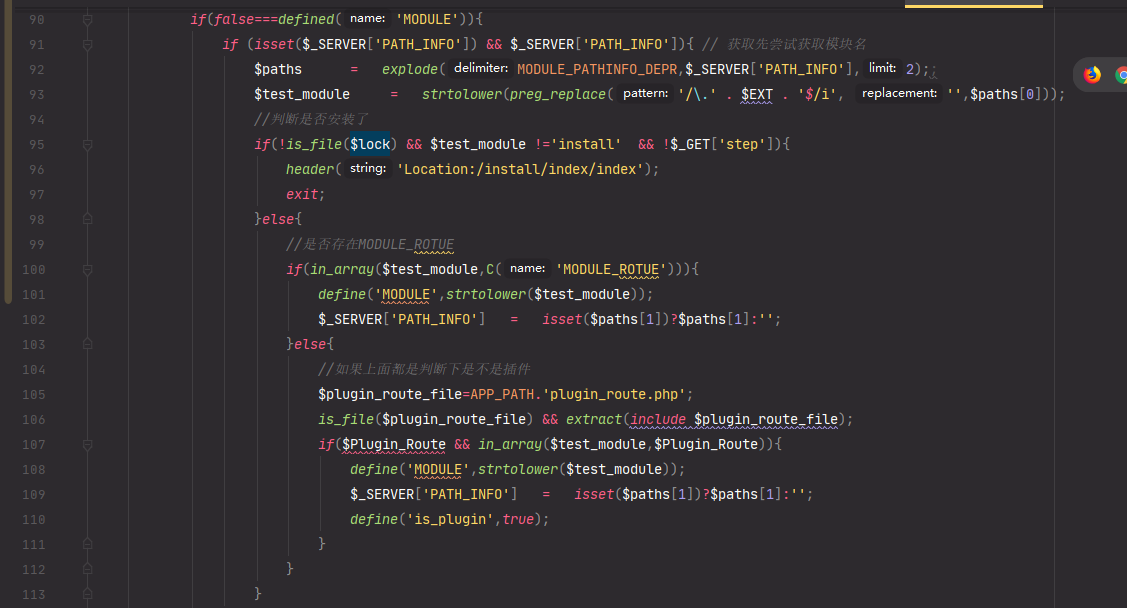 90 if(false===defined( name: 'MODULE')){
91 if (isset($_SERVER['PATH_INFO']) && $_SERVER['PATH_INFO']){ // 获取先尝试获取模块名
92 $paths = explode( delimiter: MODULE_PATHINFO_DEPR,$_SERVER['PATH_INFO'], limit: 2);;
93 $test_module = strtolower(preg_replace( pattern: '/\.' . $EXT . '$/i', replacement: '',$paths[0]));
94 //判断是否安装了
95 if(!is_file($lock) && $test_module !='install' && !$_GET['step']){
96 header( string: 'Location:/install/index/index');
97 exit;
98 }else{
99 //是否存在MODULE_ROTUE
100 if(in_array($test_module,C( name: 'MODULE_ROTUE'))){
101 define('MODULE',strtolower($test_module));
102 $_SERVER['PATH_INFO'] = isset($paths[1])?$paths[1]:'';
103 }else{
104 //如果上面都是判断下是不是插件
105 $plugin_route_file=APP_PATH.'plugin_route.php';
106 is_file($plugin_route_file) && extract(include $plugin_route_file);
107 if($Plugin_Route && in_array($test_module,$Plugin_Route)){
108 define('MODULE',strtolower($test_module));
109 $_SERVER['PATH_INFO'] = isset($paths[1])?$paths[1]:'';
110 define('is_plugin',true);
111 }
112 }
113 }